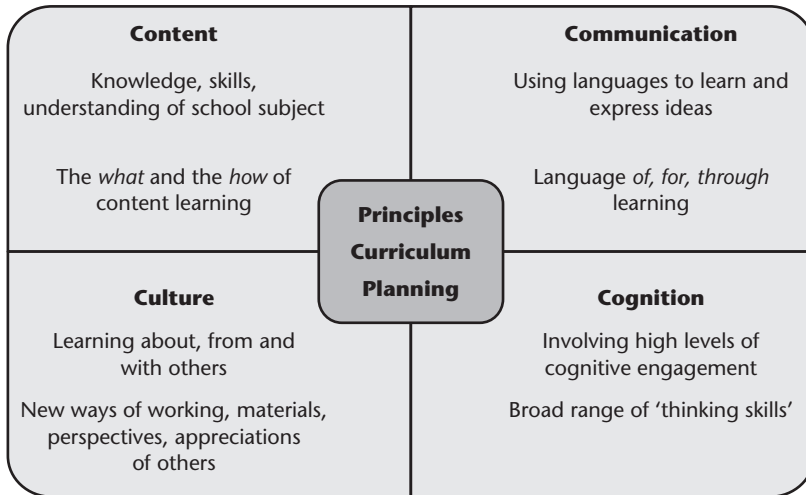 Content
Knowledge, skills,
understanding of school subject
The what and the how of
content learning
Communication
Using languages to learn and
express ideas
Language of, for, through
learning
Principles
Curriculum
Planning
Culture
Learning about, from and
with others
New ways of working, materials,
perspectives, appreciations
of others
Cognition
Involving high levels of
cognitive engagement
Broad range of ‘thinking skills’